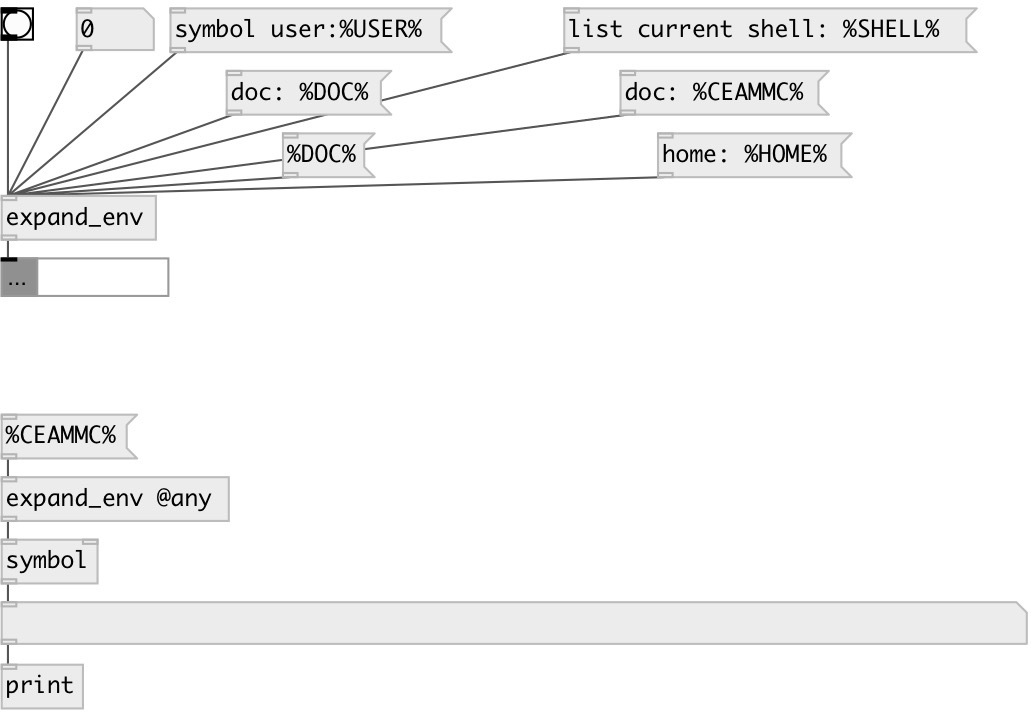 0
symbol user:%USER%
list current shell: %SHELL%
doc: %DOC%
doc: %CEAMMC%
%DOC%
home: %HOME%
expand_env
...
%CEAMMC%
expand_env @any
symbol
print